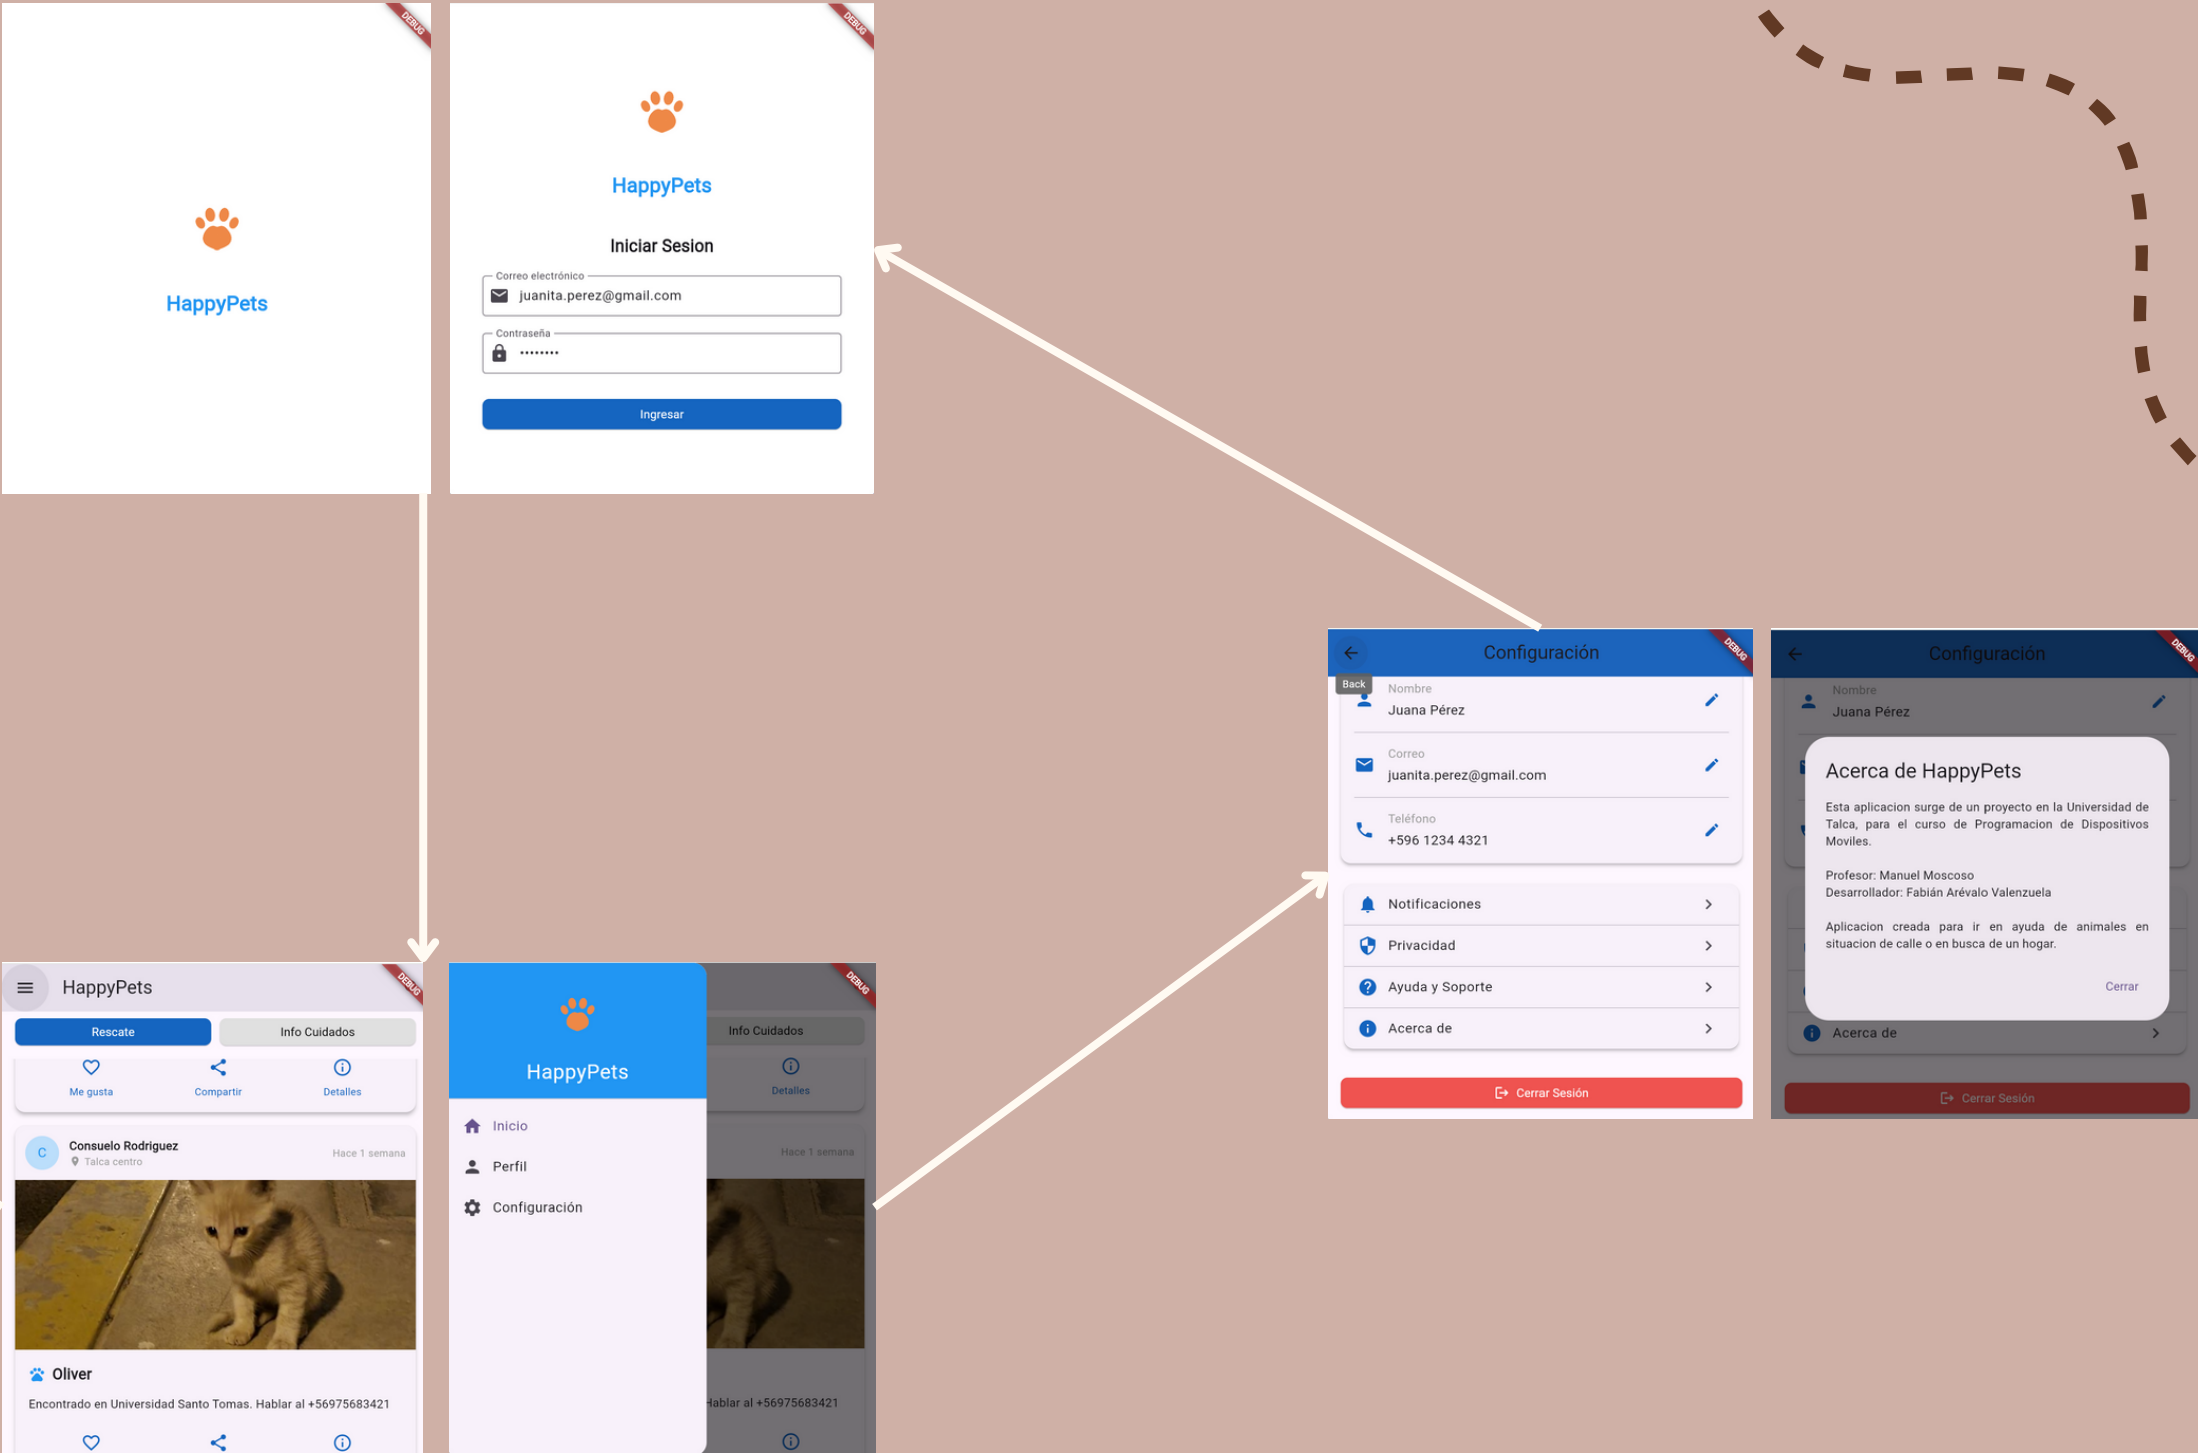 DEBUG
HappyPets
DEBUG
HappyPets
Iniciar Sesion
Correo electrónico
juanita.perez@gmail.com
Contraseña
••••••••
Ingresar
Configuración
DEBUG
Back
Nombre
Juana Pérez
Correo
juanita.perez@gmail.com
Teléfono
+596 1234 4321
Notificaciones
Privacidad
Ayuda y Soporte
Acerca de
Cerrar Sesión
Configuración
DEBUG
Nombre
Juana Pérez
Acerca de HappyPets
Esta aplicacion surge de un proyecto en la Universidad de
Talca, para el curso de Programacion de Dispositivos
Moviles.
Profesor: Manuel Moscoso
Desarrollador: Fabián Arévalo Valenzuela
Aplicacion creada para ir en ayuda de animales en
situacion de calle o en busca de un hogar.
Cerrar
Acerca de
Cerrar Sesión
HappyPets
DEBUG
Rescate
Info Cuidados
Me gusta
Compartir
Detalles
C
Consuelo Rodriguez
Talca centro
Hace 1 semana
Oliver
Encontrado en Universidad Santo Tomas. Hablar al +56975683421
DEBUG
HappyPets
Inicio
Perfil
Configuración
Info Cuidados
Detalles
Hace 1 semana
Hablar al +56975683421